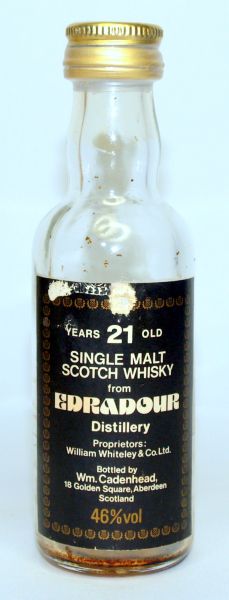 YEARS 21 OLD
SINGLE MALT
SCOTCH WHISKY
from
EDRADOUR
Distillery
Proprietors:
William Whiteley & Co. Ltd.
Bottled by
Wm. Cadenhead,
18 Golden Square, Aberdeen
Scotland
46%vol